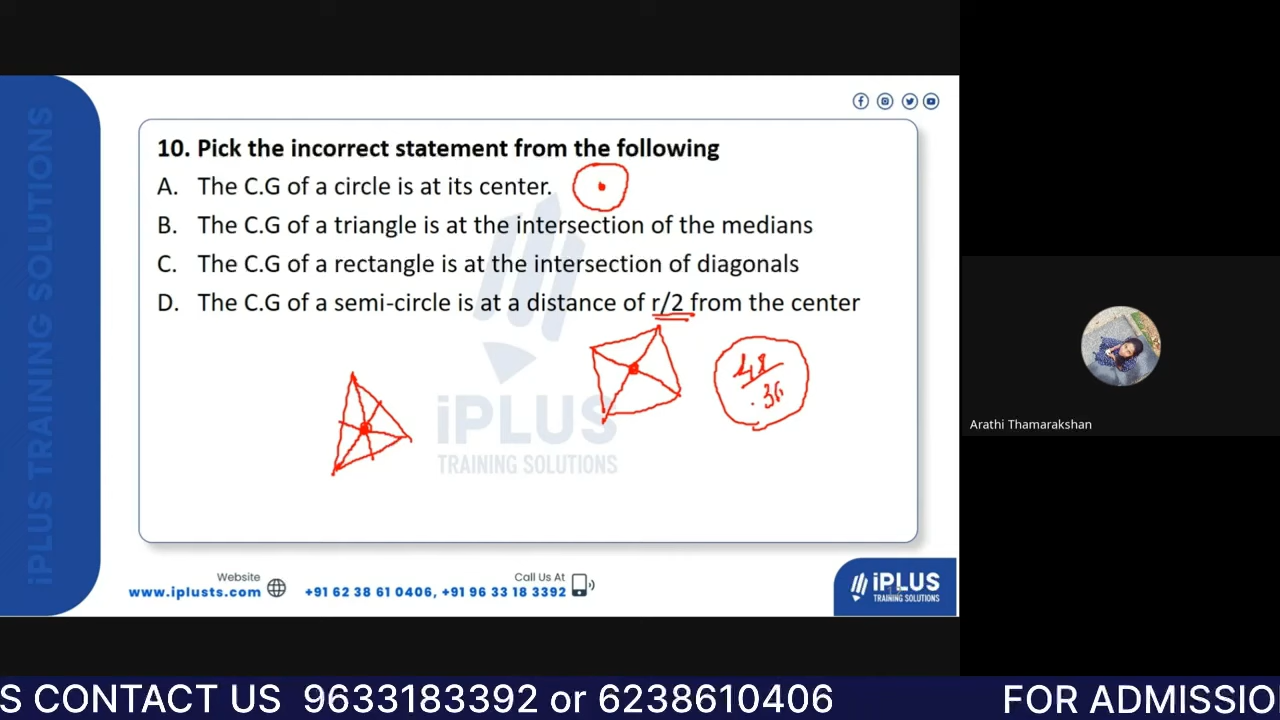 iPLUS TRAINING SOLUTIONS
10. Pick the incorrect statement from the following
A. The C.G of a circle is at its center.
B. The C.G of a triangle is at the intersection of the medians
C. The C.G of a rectangle is at the intersection of diagonals
D. The C.G of a semi-circle is at a distance of r/2 from the center
iPLUS
TRAINING SOLUTIONS
Website
www.iplusts.com
Call Us At
+91 62 38 61 0406, +91 96 33 18 3392
iPLUS
TRAINING SOLUTIONS
Arathi Thamarakshan
S CONTACT US 9633183392 or 6238610406 FOR ADMISSIO